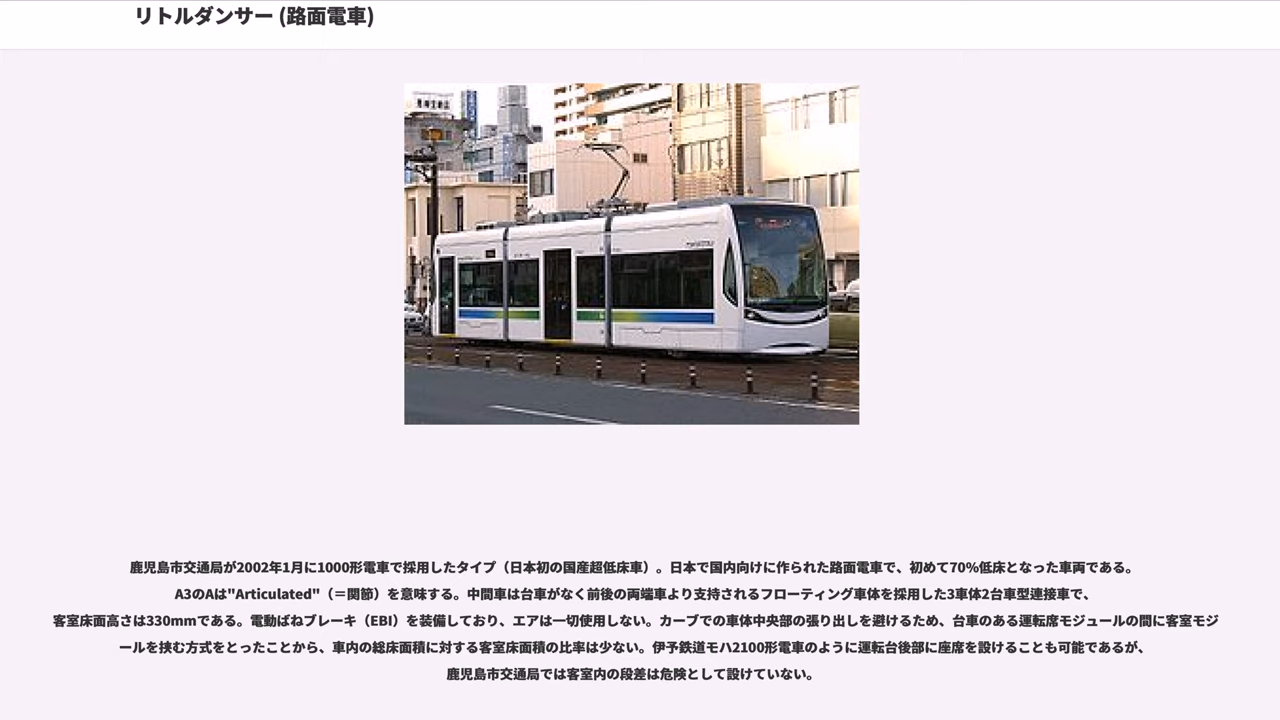 リトルダンサー (路面電車)
鹿児島市交通局が2002年1月に1000形電車で採用したタイプ（日本初の国産超低床車）。日本で国内向けに作られた路面電車で、初めて70%低床となった車両である。
A3のAは"Articulated"（＝関節）を意味する。中間車は台車がなく前後の両端車より支持されるフローティング車体を採用した3車体2台車型連接車で、
客室床面高さは330mmである。電動ばねブレーキ（EBI）を装備しており、エアは一切使用しない。カーブでの車体中央部の張り出しを避けるため、台車のある運転席モジュールの間に客室モジ
ュールを挟む方式をとったことから、車内の総床面積に対する客室床面積の比率は少ない。伊予鉄道モハ2100形電車のように運転台後部に座席を設けることも可能であるが、
鹿児島市交通局では客室内の段差は危険として設けていない。